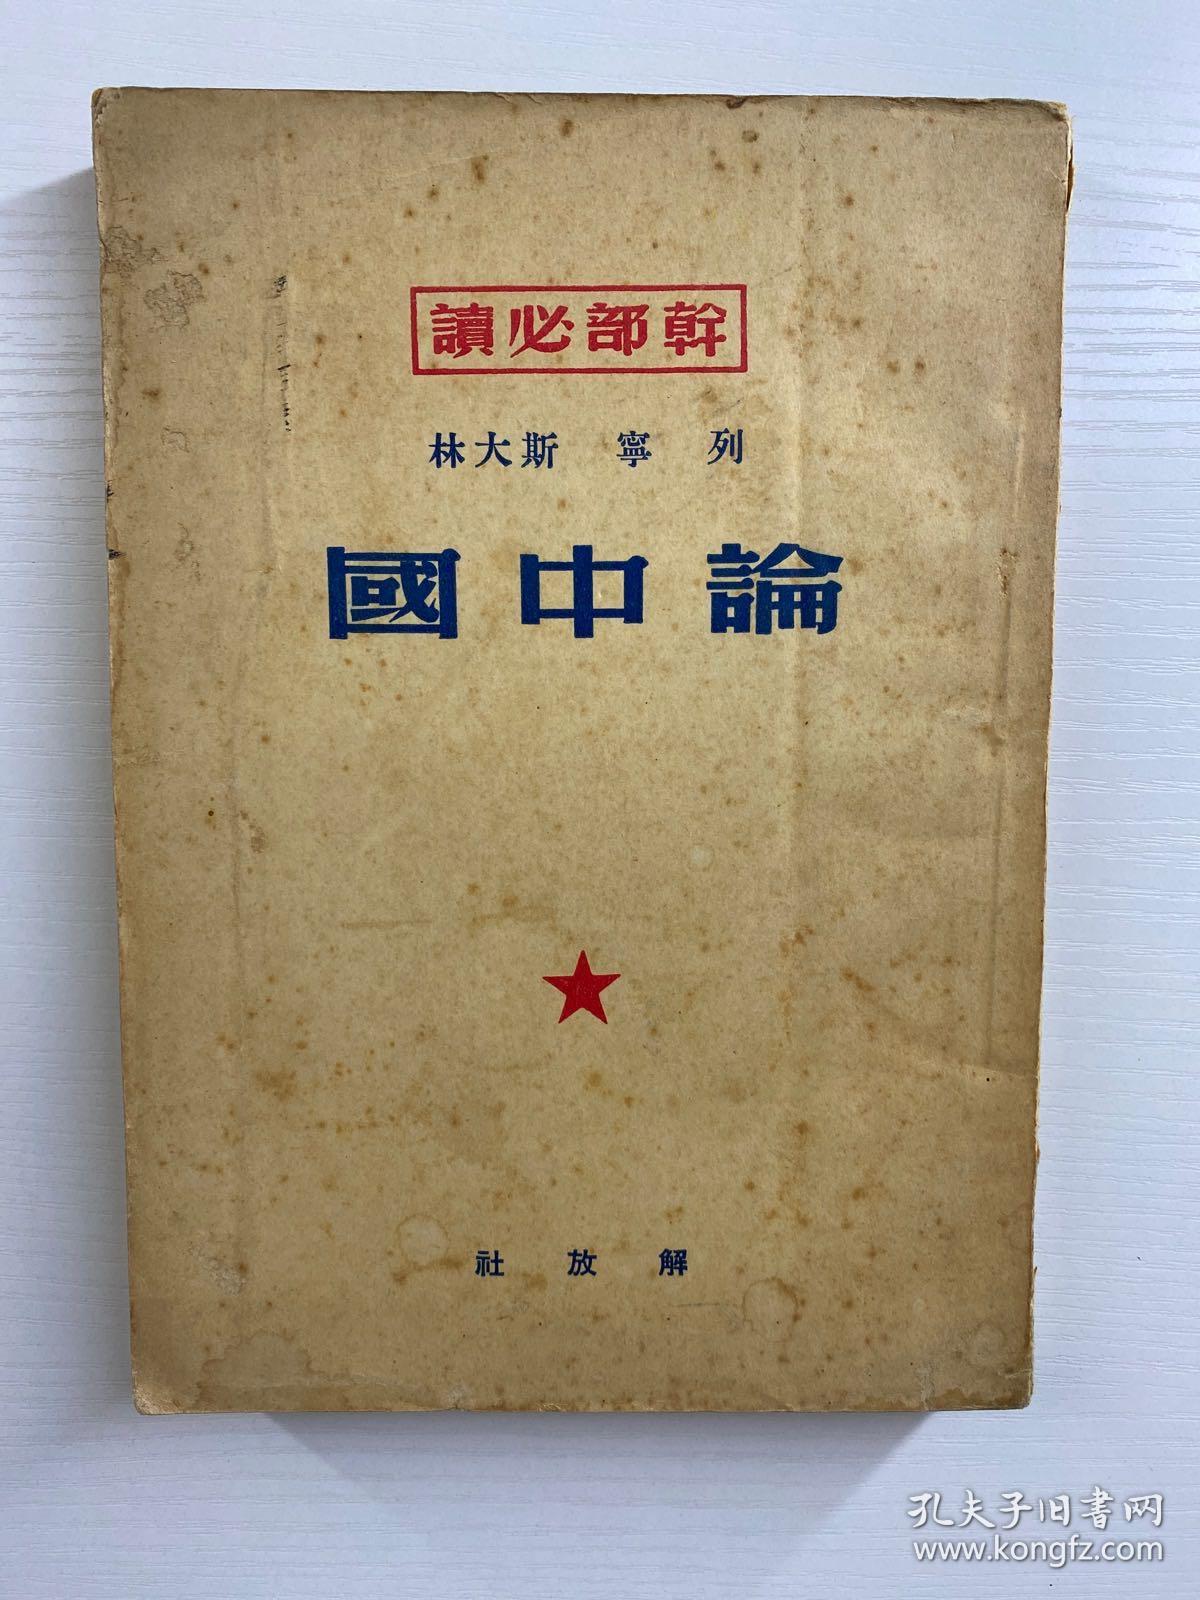 幹部必讀
列寧 斯大林
論中國
解放社
孔夫子旧书网
www.kongfz.com